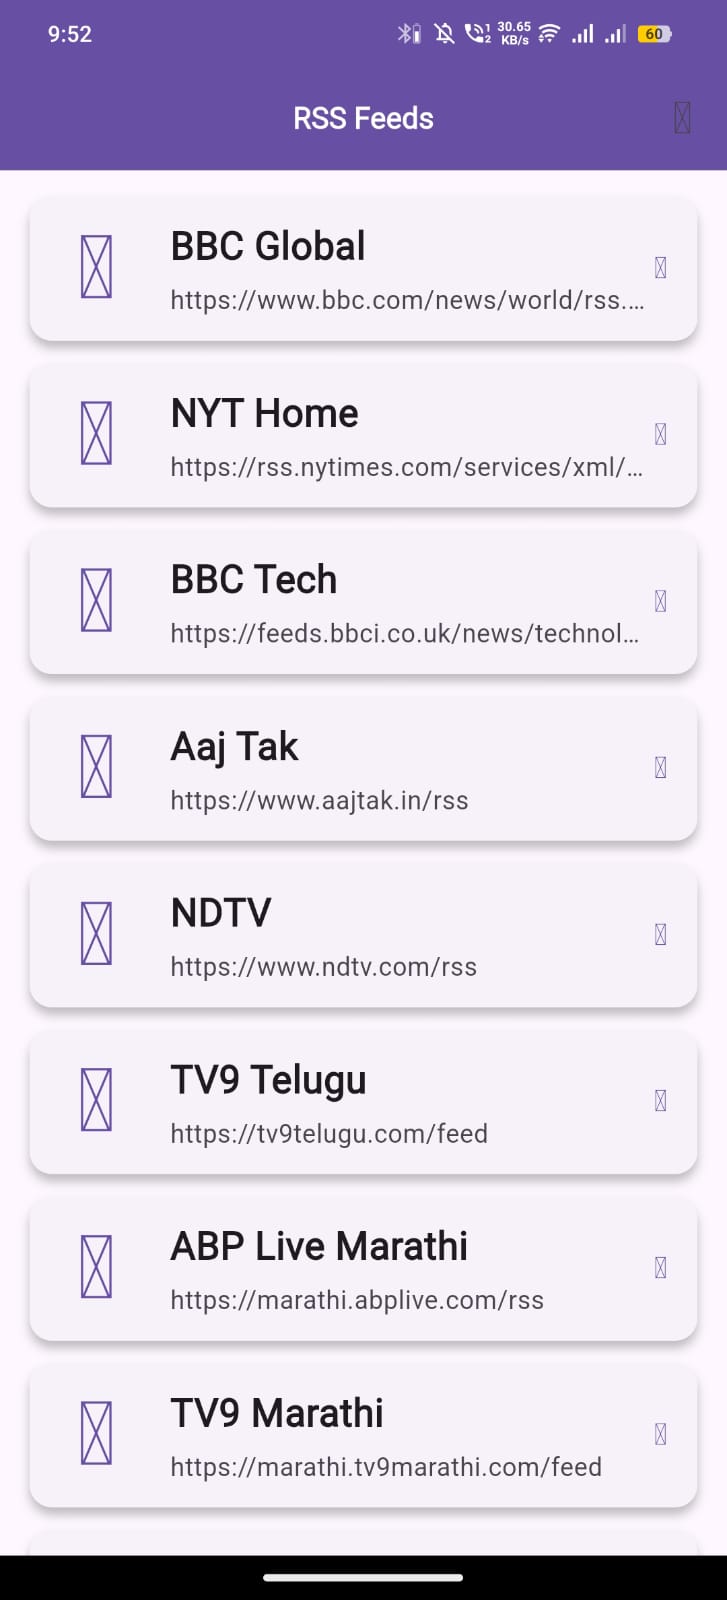 9:52
30.65
KB/s
60
RSS Feeds
BBC Global
https://www.bbc.com/news/world/rss....
NYT Home
https://rss.nytimes.com/services/xml/...
BBC Tech
https://feeds.bbci.co.uk/news/technol...
Aaj Tak
https://www.aajtak.in/rss
NDTV
https://www.ndtv.com/rss
TV9 Telugu
https://tv9telugu.com/feed
ABP Live Marathi
https://marathi.abplive.com/rss
TV9 Marathi
https://marathi.tv9marathi.com/feed